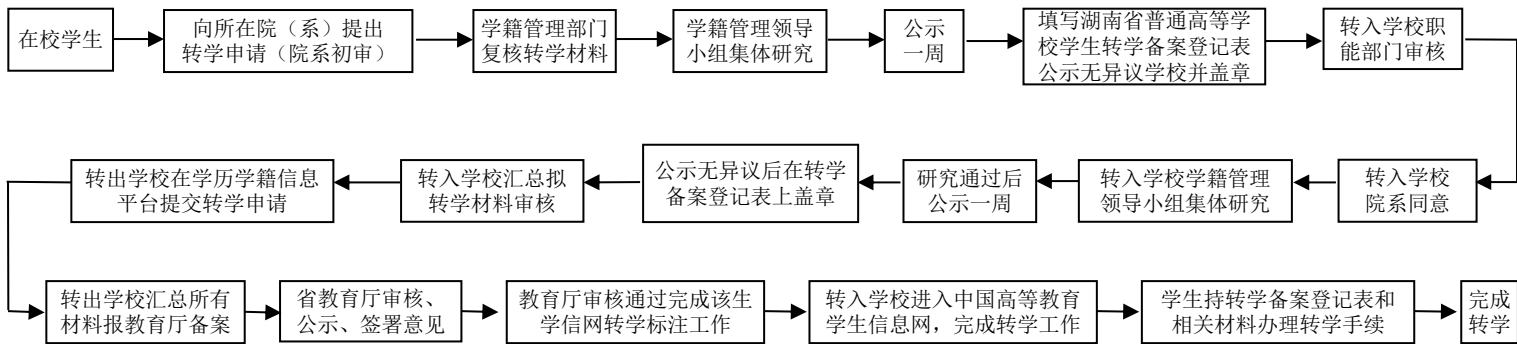 在校学生
向所在院（系）提出
转学申请（院系初审）
学籍管理部门
复核转学材料
学籍管理领导
小组集体研究
公示
一周
填写湖南省普通高等学
校学生转学备案登记表
公示无异议学校并盖章
转入学校职
能部门审核
转入学校
院系同意
转入学校学籍管理
领导小组集体研究
研究通过后
公示一周
公示无异议后在转学
备案登记表上盖章
转入学校汇总拟
转学材料审核
转出学校在学历学籍信息
平台提交转学申请
转出学校汇总所有
材料报教育厅备案
省教育厅审核、
公示、签署意见
教育厅审核通过完成该生
学信网转学标注工作
转入学校进入中国高等教育
学生信息网，完成转学工作
学生持转学备案登记表和
相关材料办理转学手续
完成
转学